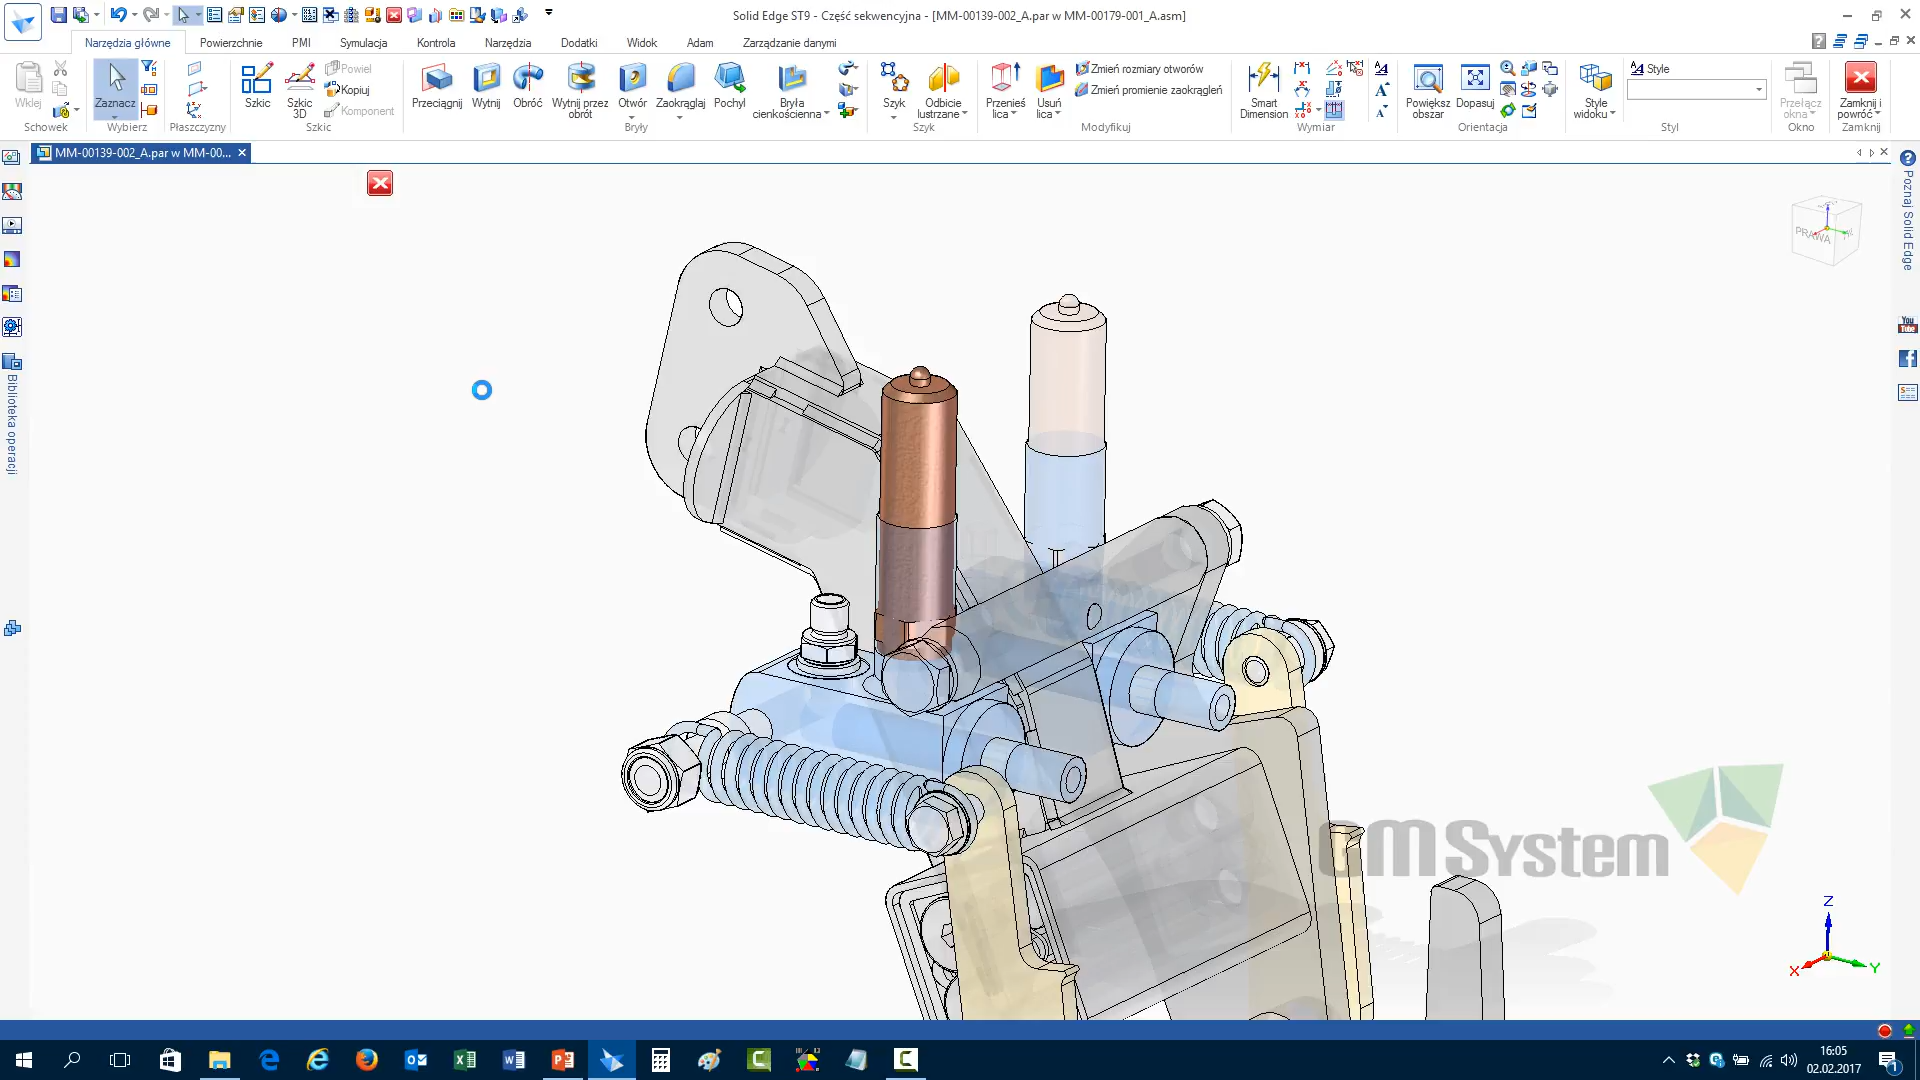 Solid Edge ST9 - Część sekwencyjna - [MM-00139-002_A.par w MM-00179-001_A.asm]
Narzędzia główne
Powierzchnie
PMI
Symulacja
Kontrola
Narzędzia
Dodatki
Widok
Adam
Zarządzanie danymi
Wklej
Schowek
Zaznacz
Wybierz
Płaszczyzny
Szkic
Szkic 3D
Powiel
Kopiuj
Komponent
Szkic
Przeciągnij
Wytnij
Obróć
Wytnij przez obrót
Otwór
Zaokrąglaj
Pochyl
Bryła cienkościenna
Bryły
Szyk
Odbicie lustrzane
Szyk
Przenieś lica
Usuń lica
Zmień rozmiary otworów
Zmień promienie zaokrągleń
Modyfikuj
Smart Dimension
Wymiar
Powiększ obszar
Dopasuj
Orientacja
Style widoku
Style
Styl
Przełącz okna
Okno
Zamknij i powróć
Zamknij
MM-00139-002_A.par w MM-00...
Biblioteka operacji
Poznaj Solid Edge
You Tube
PRAWA
GM System
Z
X
Y
16:05
02.02.2017
1